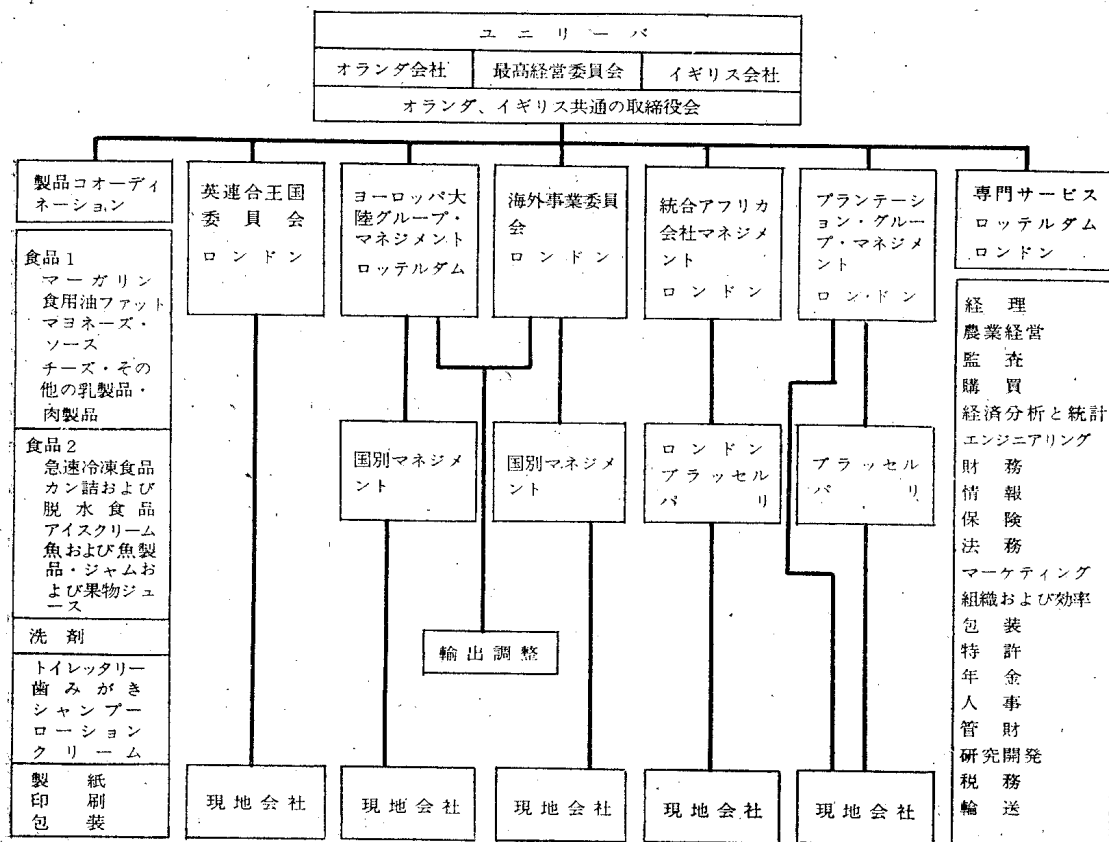 ユニリーバ
オランダ会社
最高経営委員会
イギリス会社
オランダ、イギリス共通の取締役会
製品コオーディ
ネーション
食品1
マーガリン
食用油ファット
マヨネーズ・
ソース
チーズ・その
他の乳製品・
肉製品
食品2
急速冷凍食品
カン詰および
脱水食品
アイスクリーム
魚および魚製
品・ジャムお
よび果物ジュ
ース
洗剤
トイレッタリー
歯みがき
シャンプー
ローション
クリーム
製紙
印刷
包装
英連合王国
委員会
ロンドン
現地会社
ヨーロッパ大
陸グループ・
マネジメント
ロッテルダム
国別マネジメ
ント
現地会社
海外事業委員
会
ロンドン
国別マネジメ
ント
現地会社
輸出調整
統合アフリカ
会社マネジメ
ント
ロンドン
ロンドン
ブラッセル
パリ
現地会社
プランテーシ
ョン・グルー
プ・マネジメ
ント
ロン・ドン
ブラッセル
パリ
現地会社
専門サービス
ロッテルダム
ロンドン
経理
農業経営
監査
購買
経済分析と統計
エンジニアリング
財務
情報
保険
法務
マーケティング
組織および効率
包装
特許
年金
人事
管財
研究開発
税務
輸送